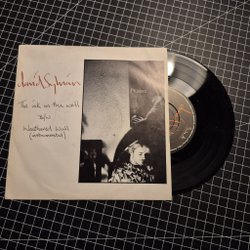 david Sylvian
The ink in the well
B/W
Weathered Wall
(instrumental)